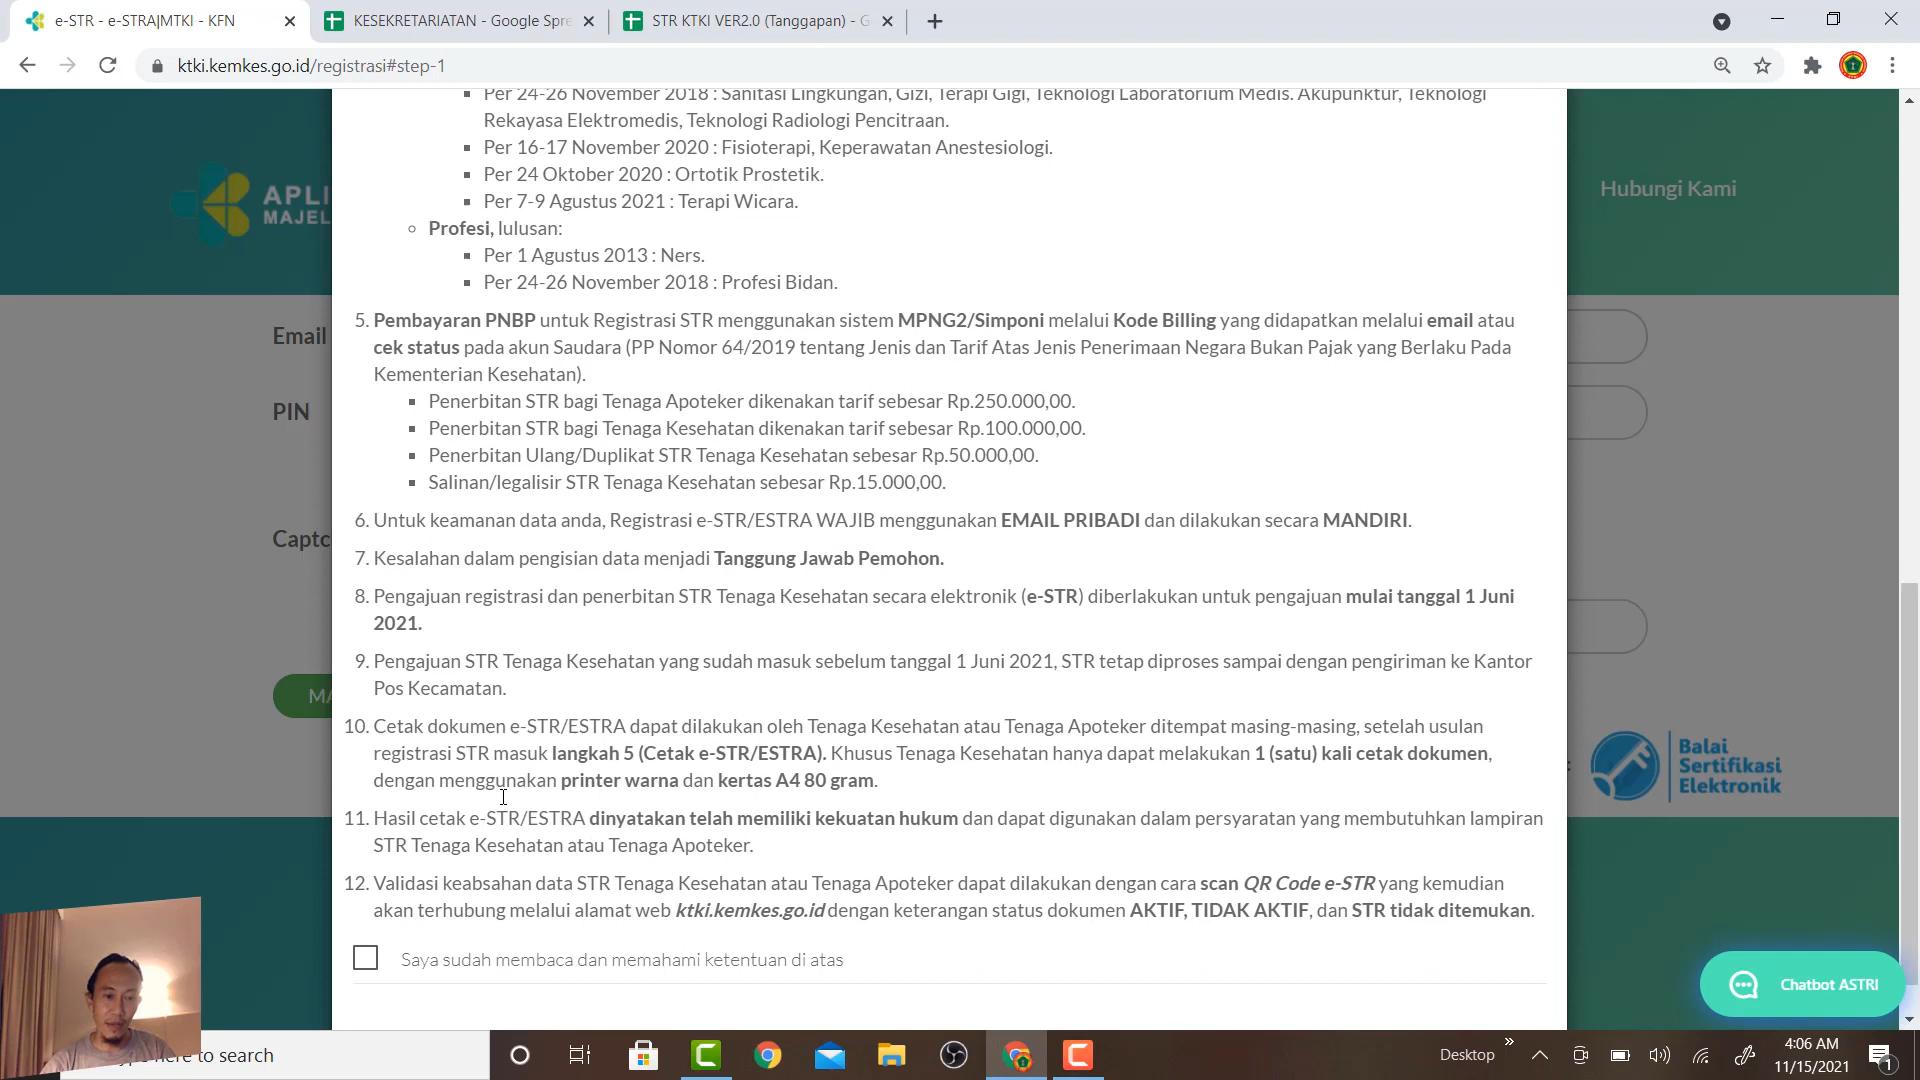 e-STR - e-STRA|MTKI - KFN
KESEKRETARIATAN - Google Spre
STR KTKI VER2.0 (Tanggapan) - G
ktki.kemkes.go.id/registrasi#step-1
Per 24-26 November 2018 : Sanitasi Lingkungan, Gizi, Terapi Gigi, Teknologi Laboratorium Medis. Akupunktur, Teknologi
Rekayasa Elektromedis, Teknologi Radiologi Pencitraan.
Per 16-17 November 2020 : Fisioterapi, Keperawatan Anestesiologi.
Per 24 Oktober 2020 : Ortotik Prostetik.
Per 7-9 Agustus 2021 : Terapi Wicara.
Profesi, lulusan:
Per 1 Agustus 2013 : Ners.
Per 24-26 November 2018 : Profesi Bidan.
APLI
MAJEL
Hubungi Kami
Email
PIN
Captc
MA
5. Pembayaran PNBP untuk Registrasi STR menggunakan sistem MPNG2/Simponi melalui Kode Billing yang didapatkan melalui email atau
cek status pada akun Saudara (PP Nomor 64/2019 tentang Jenis dan Tarif Atas Jenis Penerimaan Negara Bukan Pajak yang Berlaku Pada
Kementerian Kesehatan).
Penerbitan STR bagi Tenaga Apoteker dikenakan tarif sebesar Rp.250.000,00.
Penerbitan STR bagi Tenaga Kesehatan dikenakan tarif sebesar Rp.100.000,00.
Penerbitan Ulang/Duplikat STR Tenaga Kesehatan sebesar Rp.50.000,00.
Salinan/legalisir STR Tenaga Kesehatan sebesar Rp.15.000,00.
6. Untuk keamanan data anda, Registrasi e-STR/ESTRA WAJIB menggunakan EMAIL PRIBADI dan dilakukan secara MANDIRI.
7. Kesalahan dalam pengisian data menjadi Tanggung Jawab Pemohon.
8. Pengajuan registrasi dan penerbitan STR Tenaga Kesehatan secara elektronik (e-STR) diberlakukan untuk pengajuan mulai tanggal 1 Juni
2021.
9. Pengajuan STR Tenaga Kesehatan yang sudah masuk sebelum tanggal 1 Juni 2021, STR tetap diproses sampai dengan pengiriman ke Kantor
Pos Kecamatan.
10. Cetak dokumen e-STR/ESTRA dapat dilakukan oleh Tenaga Kesehatan atau Tenaga Apoteker ditempat masing-masing, setelah usulan
registrasi STR masuk langkah 5 (Cetak e-STR/ESTRA). Khusus Tenaga Kesehatan hanya dapat melakukan 1 (satu) kali cetak dokumen,
dengan menggunakan printer warna dan kertas A4 80 gram.
11. Hasil cetak e-STR/ESTRA dinyatakan telah memiliki kekuatan hukum dan dapat digunakan dalam persyaratan yang membutuhkan lampiran
STR Tenaga Kesehatan atau Tenaga Apoteker.
12. Validasi keabsahan data STR Tenaga Kesehatan atau Tenaga Apoteker dapat dilakukan dengan cara scan QR Code e-STR yang kemudian
akan terhubung melalui alamat web ktki.kemkes.go.id dengan keterangan status dokumen AKTIF, TIDAK AKTIF, dan STR tidak ditemukan.
Saya sudah membaca dan memahami ketentuan di atas
Balai
Sertifikasi
Elektronik
Chatbot ASTRI
here to search
Desktop
4:06 AM
11/15/2021
1